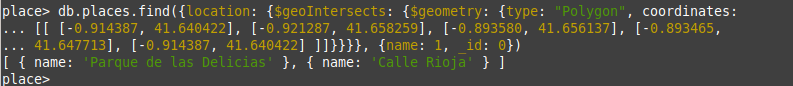 place> db.places.find({location: {$geoIntersects: {$geometry: {type: "Polygon", coordinates:
... [[ [-0.914387, 41.640422], [-0.921287, 41.658259], [-0.893580, 41.656137], [-0.893465,
... 41.647713], [-0.914387, 41.640422] ]]}}}}, {name: 1, _id: 0})
[ { name: 'Parque de las Delicias' }, { name: 'Calle Rioja' } ]
place>